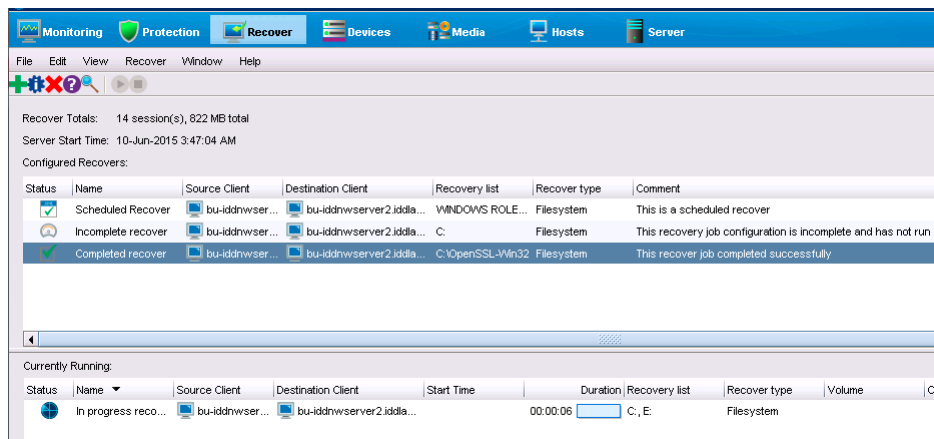 Monitoring Protection Recover Devices Media Hosts Server
File Edit View Recover Window Help
Recover Totals: 14 session(s), 822 MB total
Server Start Time: 10-Jun-2015 3:47:04 AM
Configured Recovers:
Status Name Source Client Destination Client Recovery list Recover type Comment
Scheduled Recover bu-iddnwser... bu-iddnwserver2.iddla... WINDOWS ROLE... Filesystem This is a scheduled recover
Incomplete recover bu-iddnwser... bu-iddnwserver2.iddla... C: Filesystem This recovery job configuration is incomplete and has not run
Completed recover bu-iddnwser... bu-iddnwserver2.iddla... C:\OpenSSL-Win32 Filesystem This recover job completed successfully
Currently Running:
Status Name Source Client Destination Client Start Time Duration Recovery list Recover type Volume C
In progress reco... bu-iddnwser... bu-iddnwserver2.iddla... 00:00:06 C:, E: Filesystem